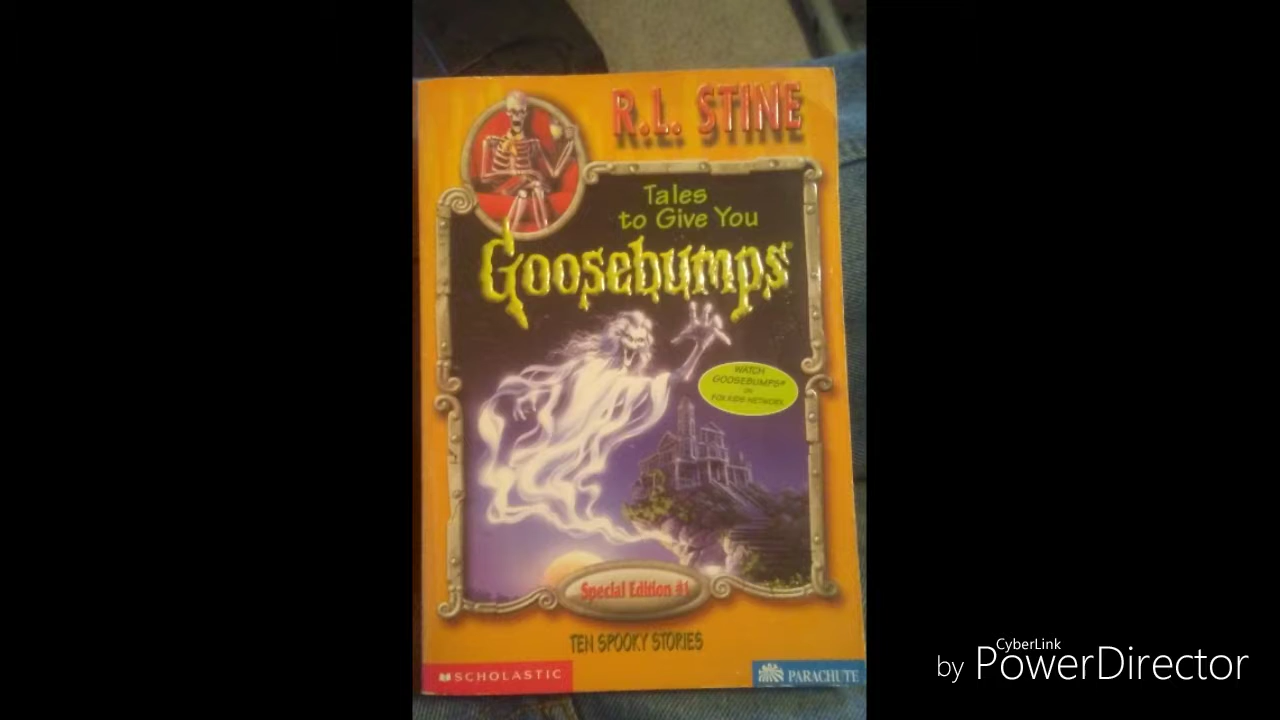 R.L. STINE
Tales
to Give You
Goosebumps
WATCH
GOOSEBUMPS®
ON
FOX KIDS NETWORK
Special Edition #1
TEN SPOOKY STORIES
SCHOLASTIC
PARACHUTE
CyberLink
by PowerDirector